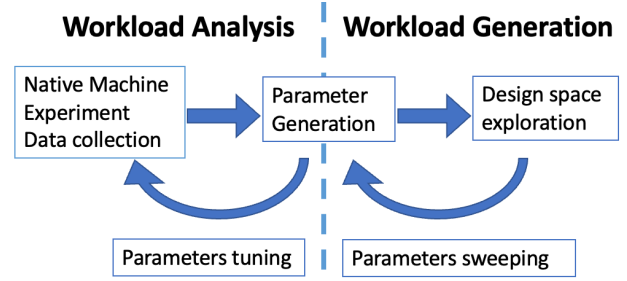 Workload Analysis
Workload Generation
Native Machine
Experiment
Data collection
Parameter
Generation
Design space
exploration
Parameters tuning
Parameters sweeping